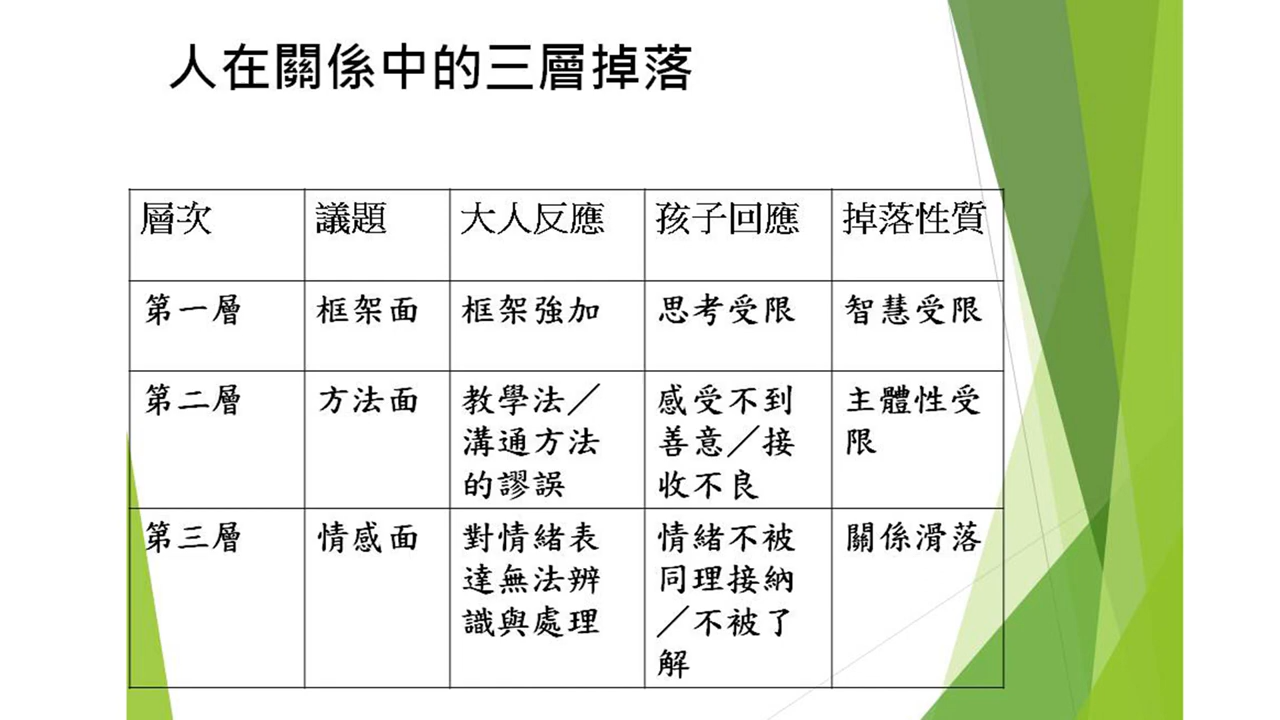 人在關係中的三層掉落
層次 議題 大人反應 孩子回應 掉落性質
第一層 框架面 框架強加 思考受限 智慧受限
第二層 方法面 教學法／ 感受不到 主體性受
溝通方法 善意／接 限
的謬誤 收不良
第三層 情感面 對情緒表 情緒不被 關係滑落
達無法辨 同理接納
識與處理 ／不被了
解